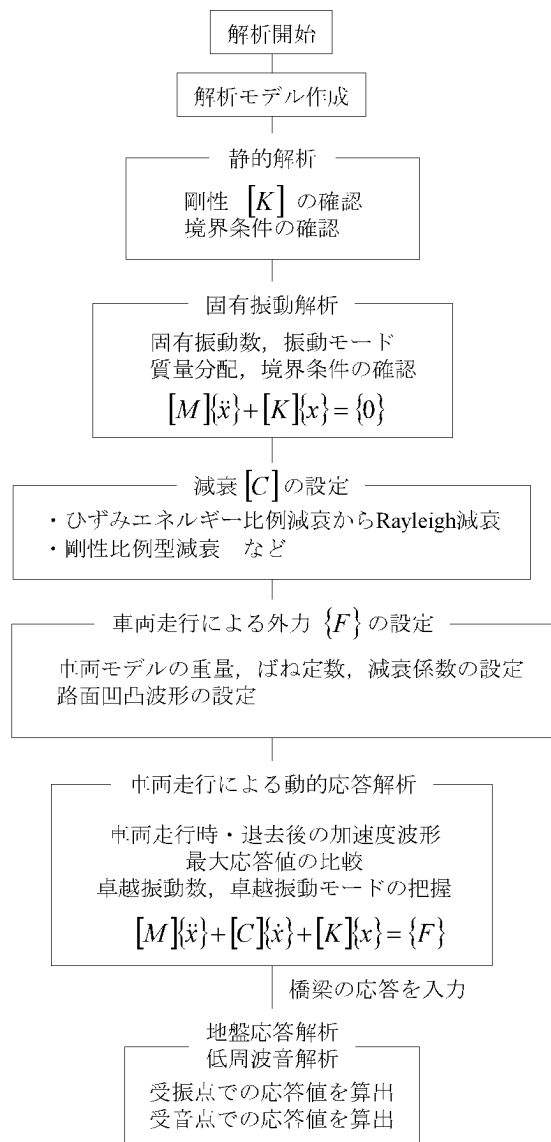 解析開始
解析モデル作成
静的解析
剛性 [K] の確認
境界条件の確認
固有振動解析
固有振動数，振動モード
質量分配，境界条件の確認
[M]{ẍ}+[K]{x}={0}
減衰[C]の設定
・ひずみエネルギー比例減衰からRayleigh減衰
・剛性比例型減衰 など
車両走行による外力 {F} の設定
車両モデルの重量，ばね定数，減衰係数の設定
路面凹凸波形の設定
車両走行による動的応答解析
車両走行時・退去後の加速度波形
最大応答値の比較
卓越振動数，卓越振動モードの把握
[M]{ẍ}+[C]{ẋ}+[K]{x}={F}
橋梁の応答を入力
地盤応答解析
低周波音解析
受振点での応答値を算出
受音点での応答値を算出